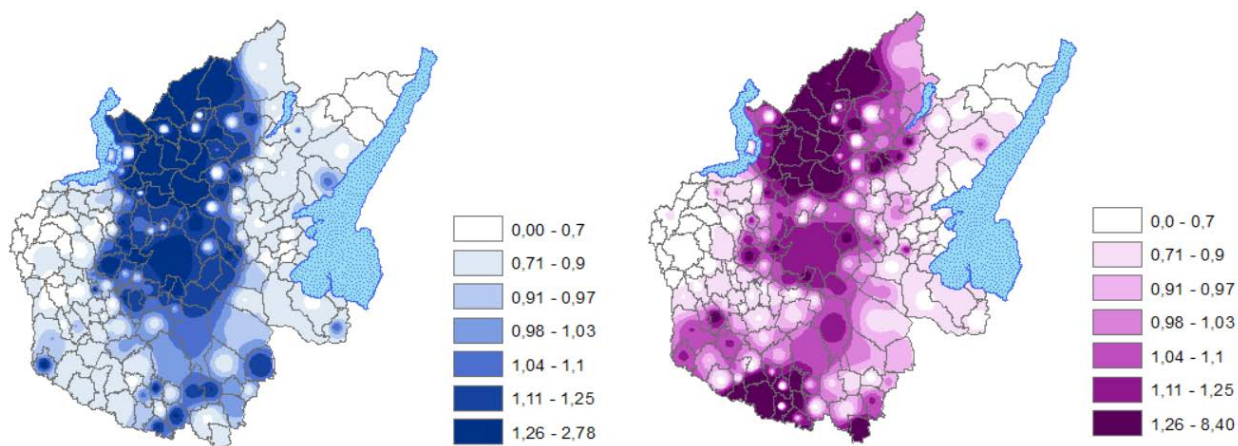 0,00 - 0,7
0,71 - 0,9
0,91 - 0,97
0,98 - 1,03
1,04 - 1,1
1,11 - 1,25
1,26 - 2,78
0,0 - 0,7
0,71 - 0,9
0,91 - 0,97
0,98 - 1,03
1,04 - 1,1
1,11 - 1,25
1,26 - 8,40